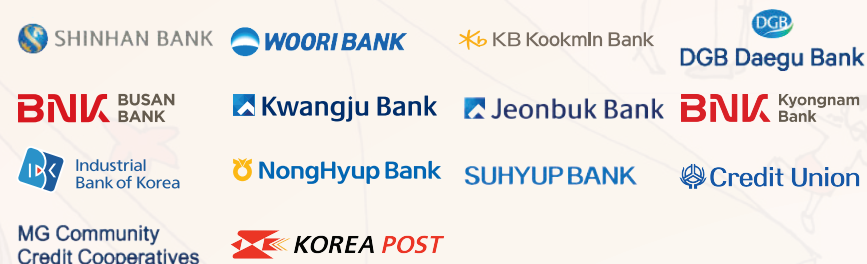 SHINHAN BANK
WOORI BANK
KB Kookmin Bank
DGB
DGB Daegu Bank
BNK BUSAN
BANK
Kwangju Bank
Jeonbuk Bank
BNK Kyongnam
Bank
IBK Industrial
Bank of Korea
NongHyup Bank
SUHYUP BANK
Credit Union
MG Community
Credit Cooperatives
KOREA POST